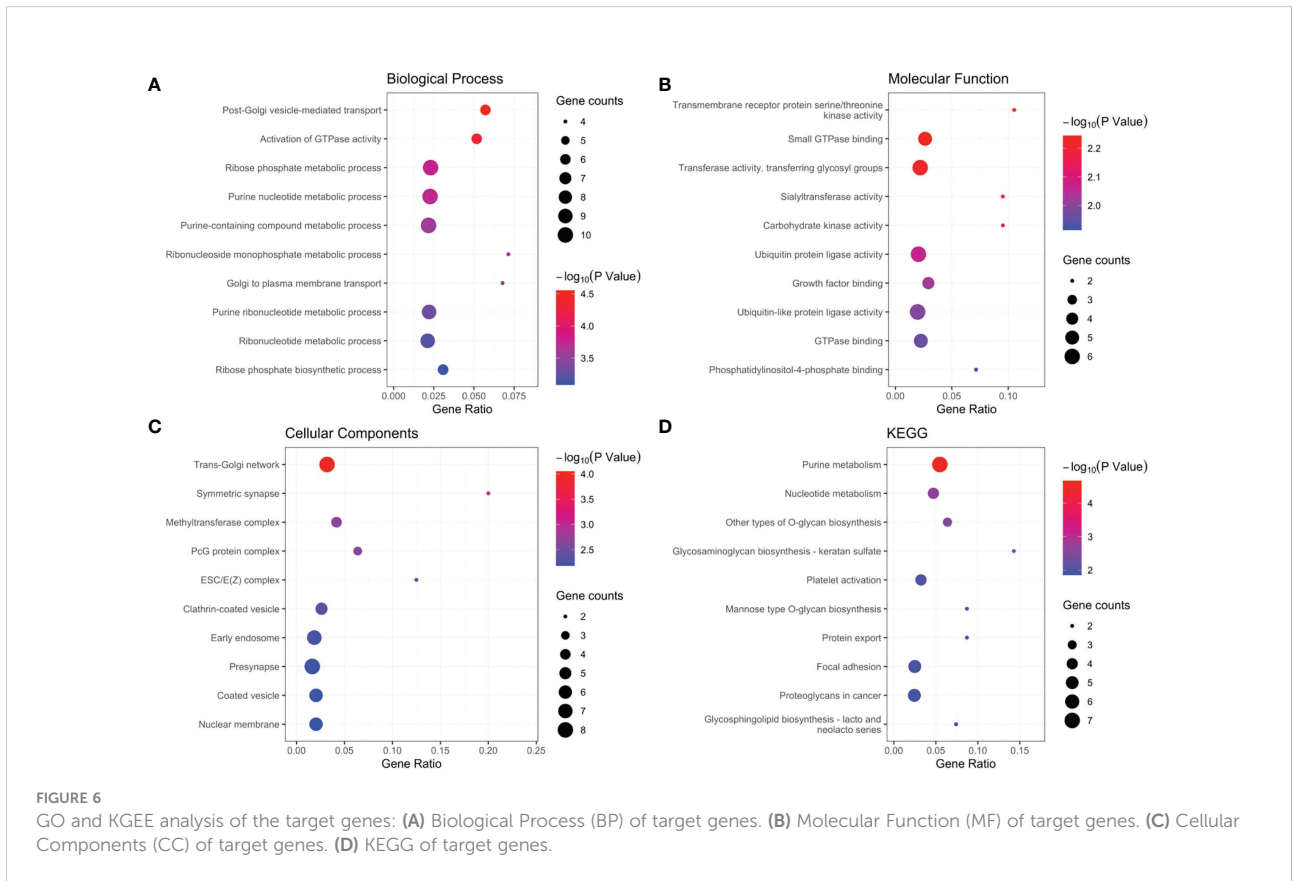 A
Biological Process
Post-Golgi vesicle-mediated transport
Activation of GTPase activity
Ribose phosphate metabolic process
Purine nucleotide metabolic process
Purine-containing compound metabolic process
Ribonucleoside monophosphate metabolic process
Golgi to plasma membrane transport
Purine ribonucleotide metabolic process
Ribonucleotide metabolic process
Ribose phosphate biosynthetic process
0.000 0.025 0.050 0.075
Gene Ratio
Gene counts
4
5
6
7
8
9
10
−log10(P Value)
4.5
4.0
3.5
B
Molecular Function
Transmembrane receptor protein serine/threonine
kinase activity
Small GTPase binding
Transferase activity, transferring glycosyl groups
Sialyltransferase activity
Carbohydrate kinase activity
Ubiquitin protein ligase activity
Growth factor binding
Ubiquitin-like protein ligase activity
GTPase binding
Phosphatidylinositol-4-phosphate binding
0.00 0.05 0.10
Gene Ratio
−log10(P Value)
2.2
2.1
2.0
Gene counts
2
3
4
5
6
C
Cellular Components
Trans-Golgi network
Symmetric synapse
Methyltransferase complex
PcG protein complex
ESC/E(Z) complex
Clathrin-coated vesicle
Early endosome
Presynapse
Coated vesicle
Nuclear membrane
0.00 0.05 0.10 0.15 0.20 0.25
Gene Ratio
−log10(P Value)
4.0
3.5
3.0
2.5
Gene counts
2
3
4
5
6
7
8
D
KEGG
Purine metabolism
Nucleotide metabolism
Other types of O-glycan biosynthesis
Glycosaminoglycan biosynthesis - keratan sulfate
Platelet activation
Mannose type O-glycan biosynthesis
Protein export
Focal adhesion
Proteoglycans in cancer
Glycosphingolipid biosynthesis - lacto and
neolacto series
0.00 0.05 0.10 0.15
Gene Ratio
−log10(P Value)
4
3
2
Gene counts
2
3
4
5
6
7
FIGURE 6
GO and KGEE analysis of the target genes: (A) Biological Process (BP) of target genes. (B) Molecular Function (MF) of target genes. (C) Cellular
Components (CC) of target genes. (D) KEGG of target genes.